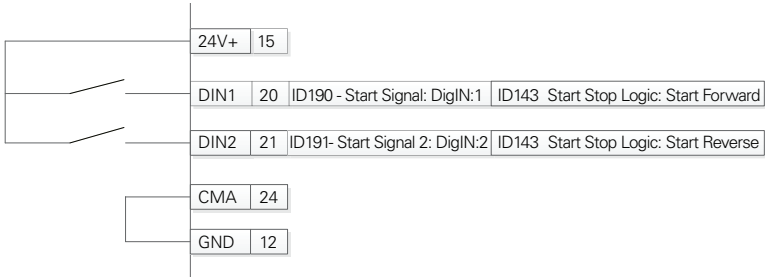 24V+ 15
DIN1 20 ID190 - Start Signal: DigIN:1 ID143 Start Stop Logic: Start Forward
DIN2 21 ID191- Start Signal 2: DigIN:2 ID143 Start Stop Logic: Start Reverse
CMA 24
GND 12